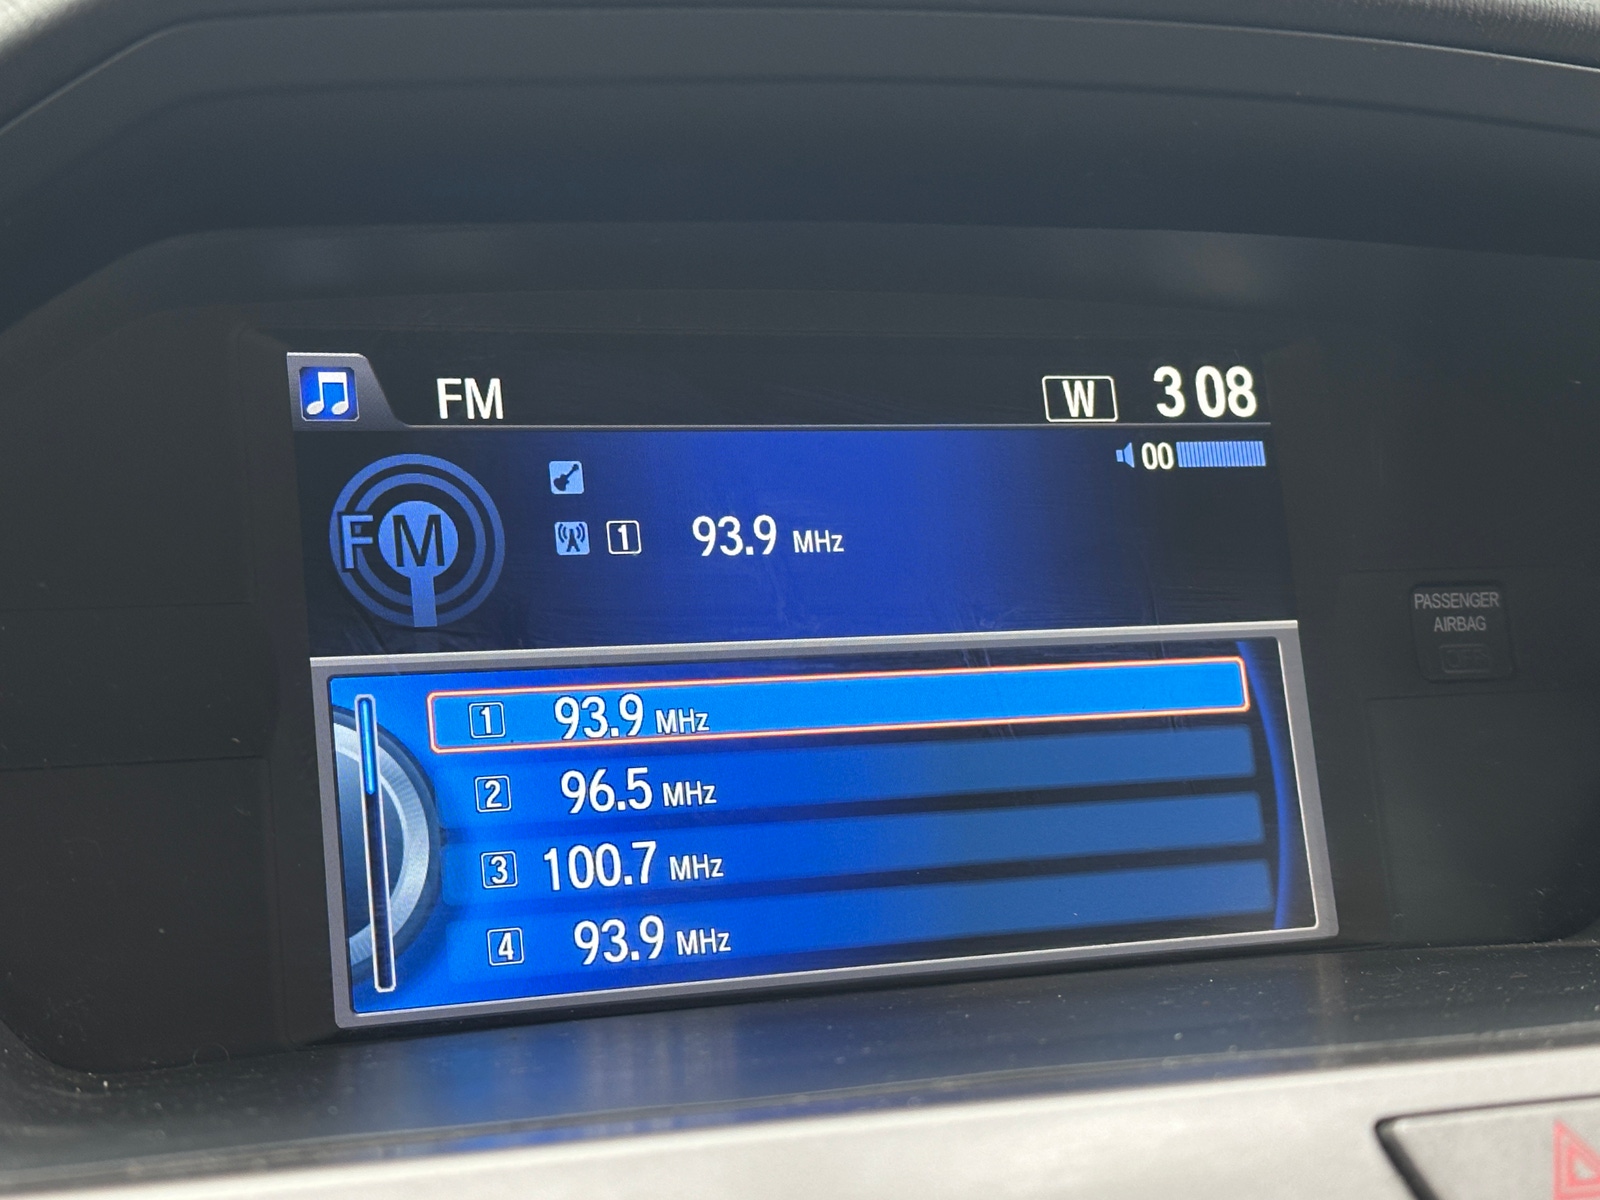 FM
W 3 08
00
FM
1 93.9 MHz
1 93.9 MHz
2 96.5 MHz
3 100.7 MHz
4 93.9 MHz
PASSENGER
AIRBAG
OFF